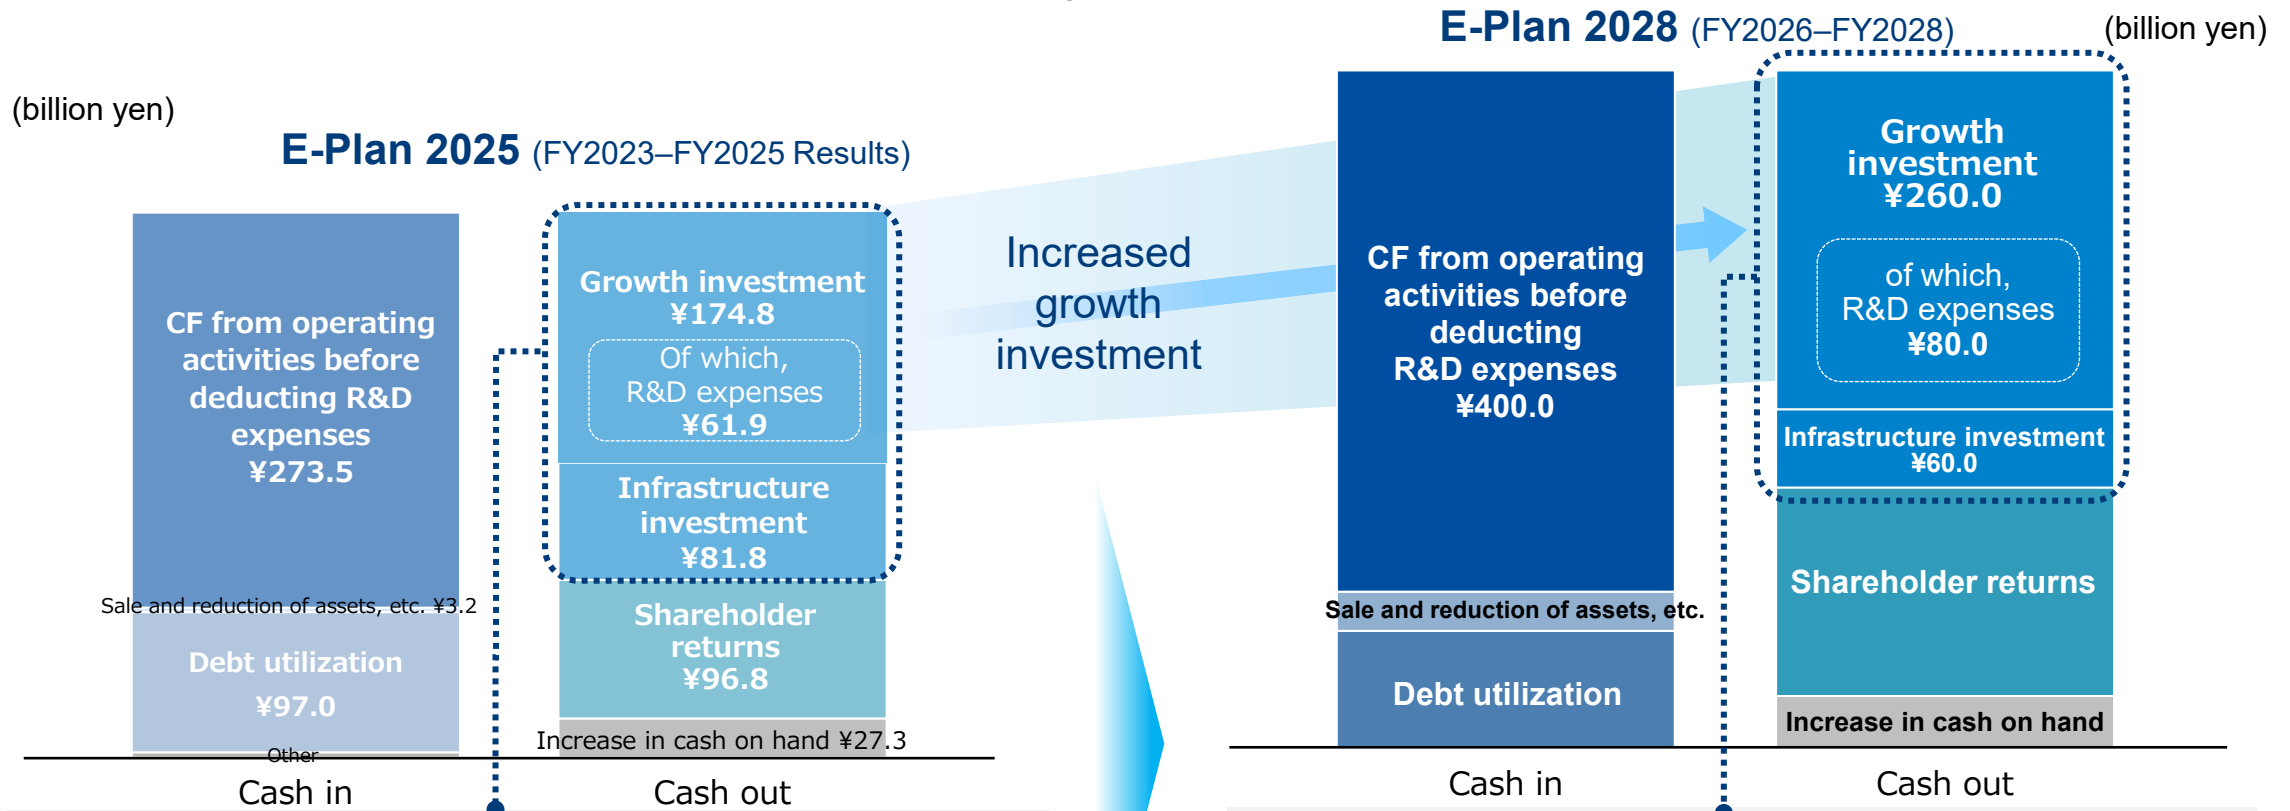 (billion yen)
E-Plan 2025 (FY2023–FY2025 Results)
CF from operating
activities before
deducting R&D
expenses
¥273.5
Sale and reduction of assets, etc. ¥3.2
Debt utilization
¥97.0
Other
Cash in
Growth investment
¥174.8
Of which,
R&D expenses
¥61.9
Infrastructure
investment
¥81.8
Shareholder
returns
¥96.8
Increase in cash on hand ¥27.3
Cash out
Increased
growth
investment
E-Plan 2028 (FY2026–FY2028)
(billion yen)
CF from operating
activities before
deducting
R&D expenses
¥400.0
Sale and reduction of assets, etc.
Debt utilization
Cash in
Growth
investment
¥260.0
of which,
R&D expenses
¥80.0
Infrastructure investment
¥60.0
Shareholder returns
Increase in cash on hand
Cash out